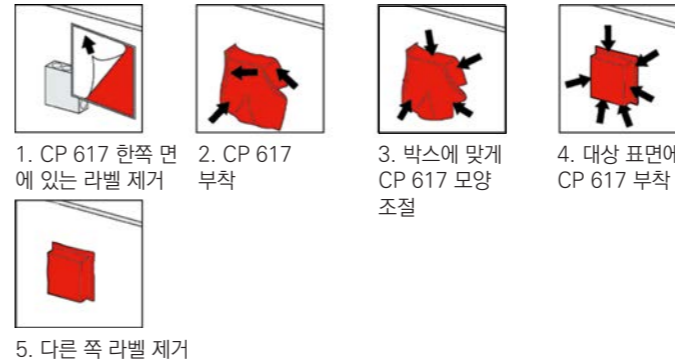 1. CP 617 한쪽 면
에 있는 라벨 제거
2. CP 617
부착
3. 박스에 맞게
CP 617 모양
조절
4. 대상 표면에
CP 617 부착
5. 다른 쪽 라벨 제거